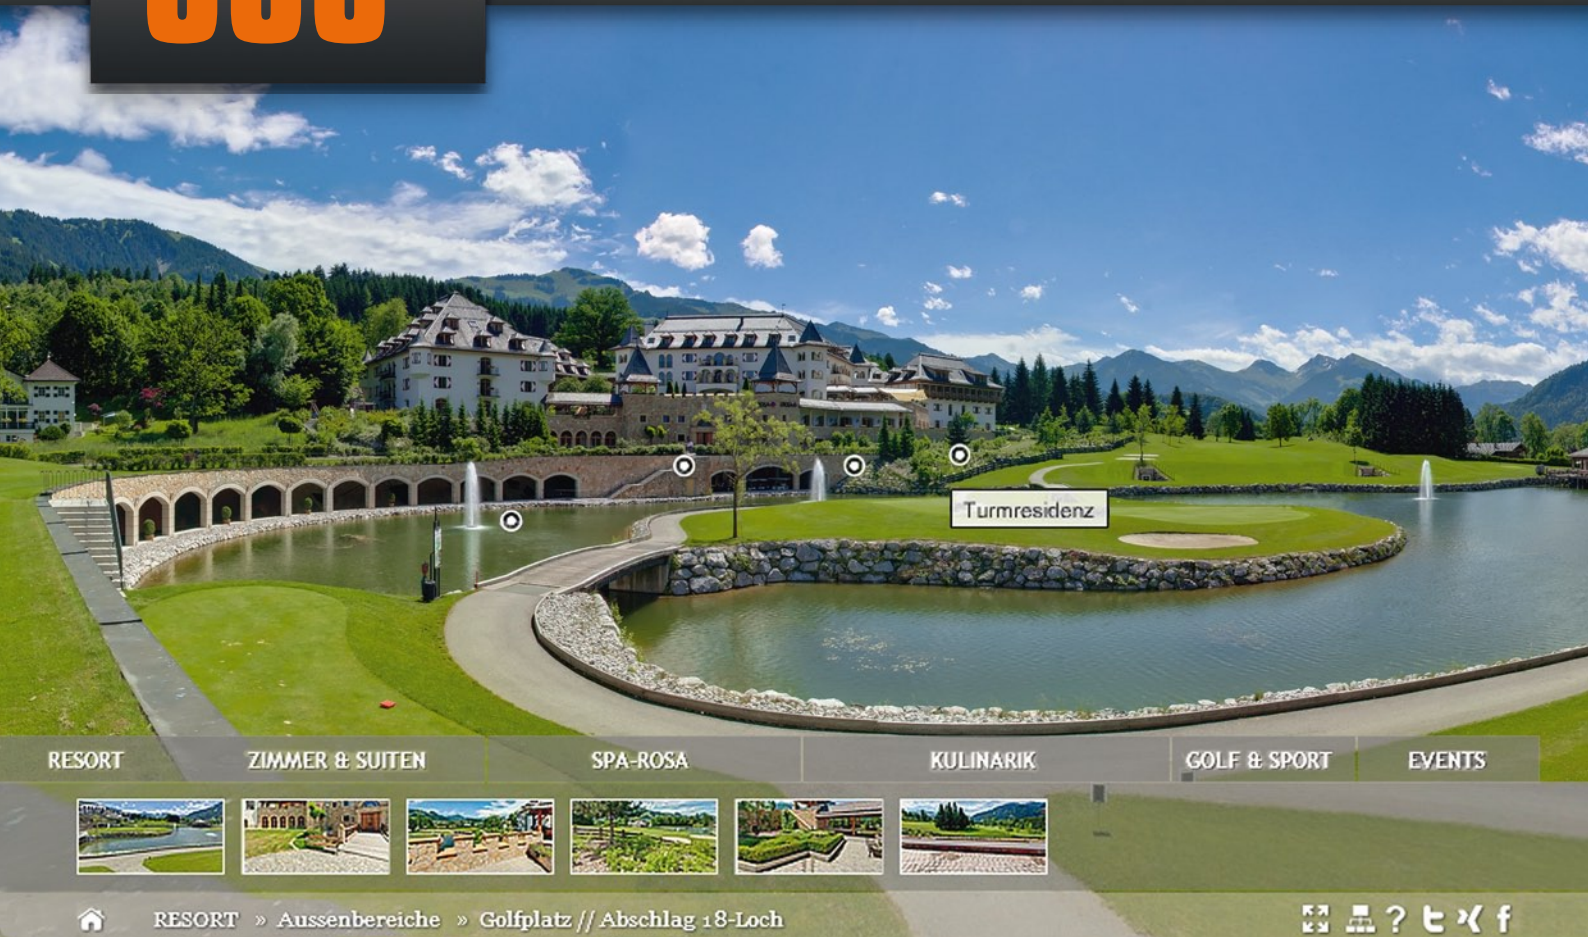 Turmresidenz
RESORT ZIMMER & SUITEN SPA-ROSA KULINARIK GOLF & SPORT EVENTS
RESORT » Aussenbereiche » Golfplatz // Abschlag 18-Loch ? t f